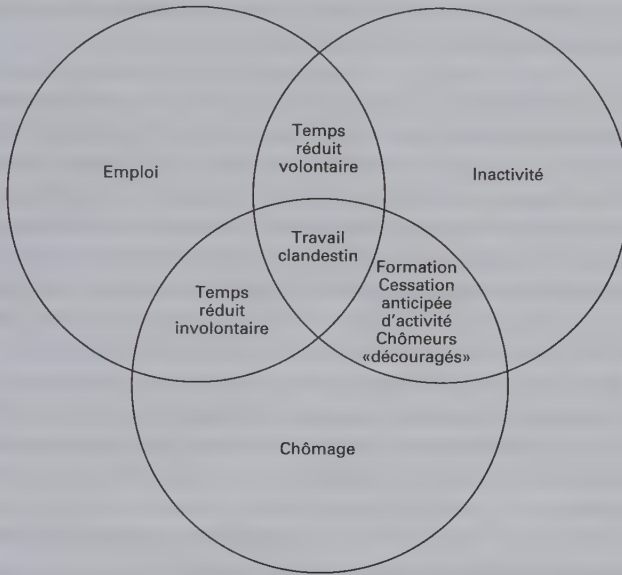 Temps
réduit
volontaire
Emploi
Inactivité
Travail
clandestin
Temps
réduit
involontaire
Formation
Cessation
anticipée
d'activité
Chômeurs
«découragés»
Chômage